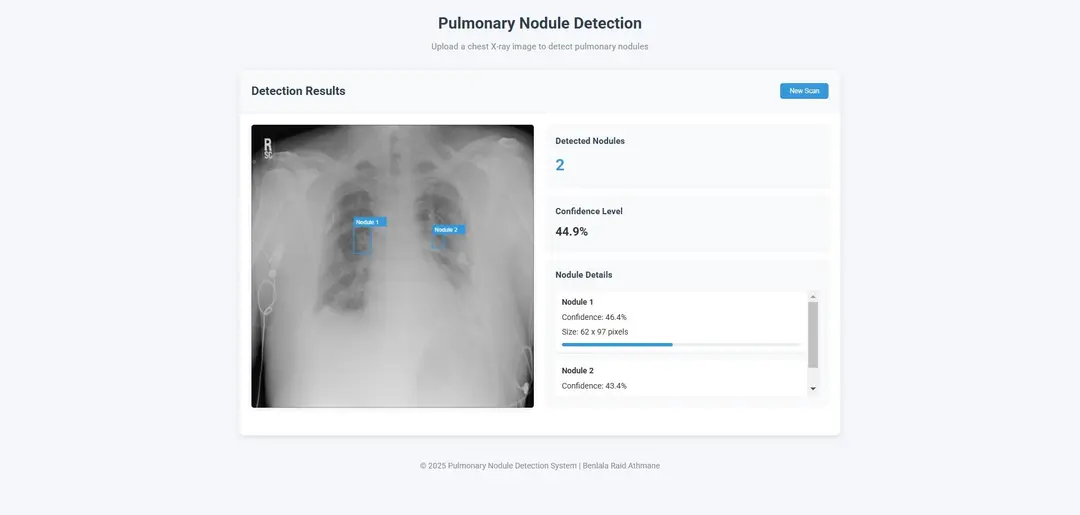 Pulmonary Nodule Detection
Upload a chest X-ray image to detect pulmonary nodules
Detection Results
New Scan
R
SC
Nodule 1
Nodule 2
Detected Nodules
2
Confidence Level
44.9%
Nodule Details
Nodule 1
Confidence: 46.4%
Size: 62 x 97 pixels
Nodule 2
Confidence: 43.4%
© 2025 Pulmonary Nodule Detection System | Benlala Raid Athmane